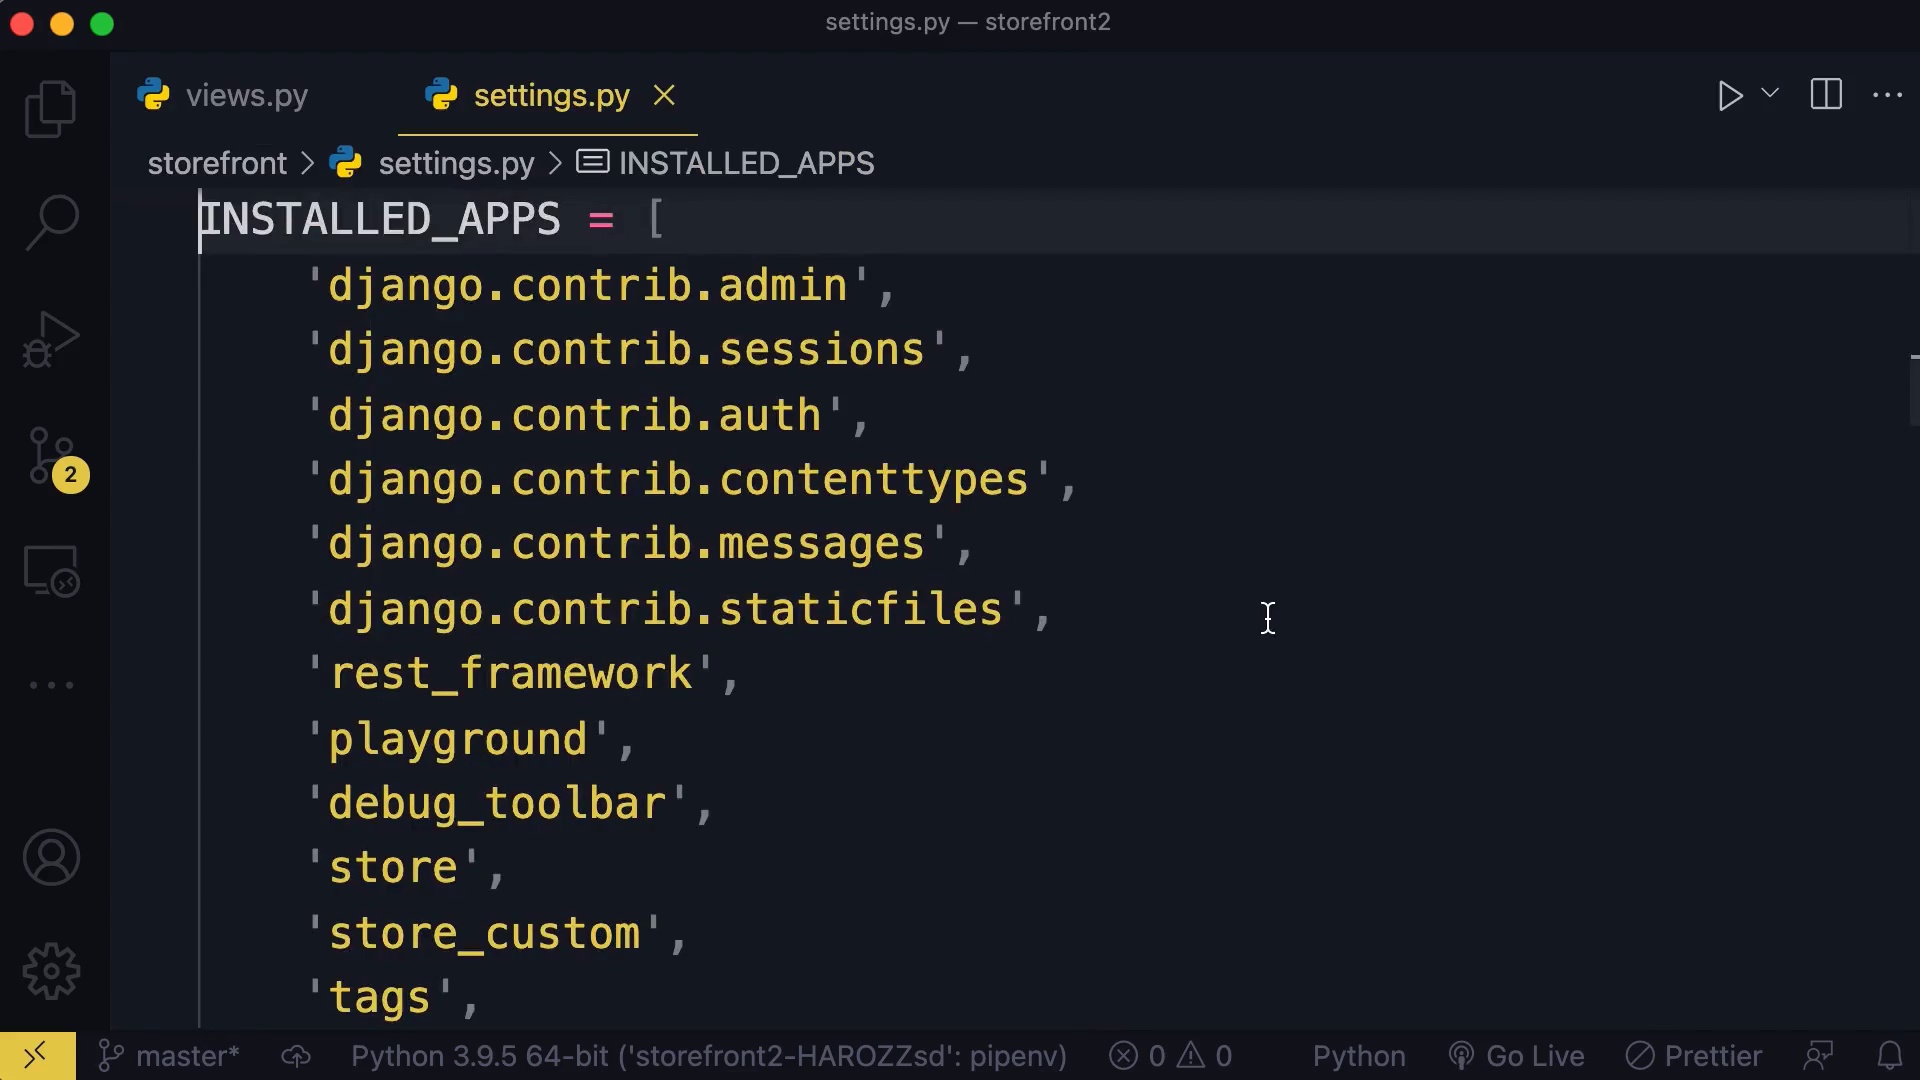 settings.py — storefront2
views.py
settings.py
storefront > settings.py > INSTALLED_APPS
INSTALLED_APPS = [
'django.contrib.admin',
'django.contrib.sessions',
'django.contrib.auth',
'django.contrib.contenttypes',
'django.contrib.messages',
'django.contrib.staticfiles',
'rest_framework',
'playground',
'debug_toolbar',
'store',
'store_custom',
'tags',
2
master* Python 3.9.5 64-bit ('storefront2-HAROZZsd': pipenv) 0 0 Python Go Live Prettier